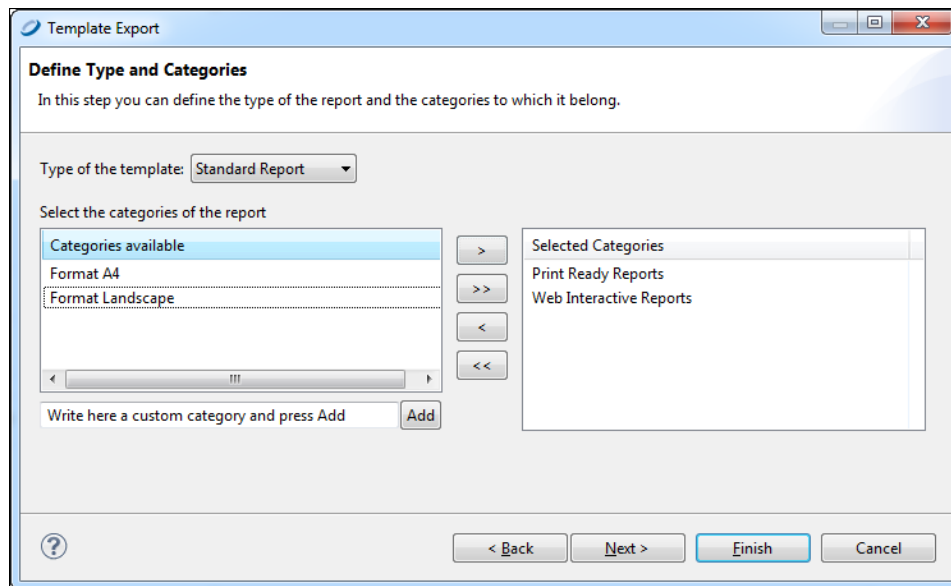 Template Export
Define Type and Categories
In this step you can define the type of the report and the categories to which it belong.
Type of the template: Standard Report
Select the categories of the report
Categories available
Format A4
Format Landscape
>
>>
<
<<
Selected Categories
Print Ready Reports
Web Interactive Reports
Write here a custom category and press Add
Add
?
< Back
Next >
Finish
Cancel